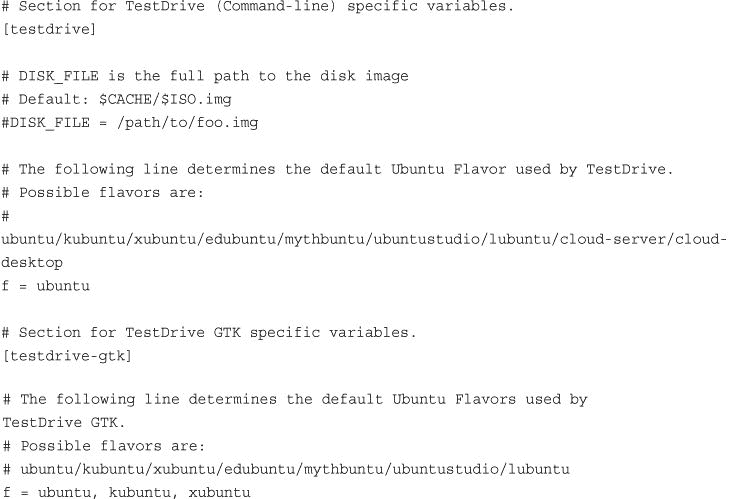 # Section for TestDrive (Command-line) specific variables.
[testdrive]
# DISK_FILE is the full path to the disk image
# Default: $CACHE/$ISO.img
#DISK_FILE = /path/to/foo.img
# The following line determines the default Ubuntu Flavor used by TestDrive.
# Possible flavors are:
#
ubuntu/kubuntu/xubuntu/edubuntu/mythbuntu/ubuntustudio/lubuntu/cloud-server/cloud-
desktop
f = ubuntu
# Section for TestDrive GTK specific variables.
[testdrive-gtk]
# The following line determines the default Ubuntu Flavors used by
TestDrive GTK.
# Possible flavors are:
# ubuntu/kubuntu/xubuntu/edubuntu/mythbuntu/ubuntustudio/lubuntu
f = ubuntu, kubuntu, xubuntu